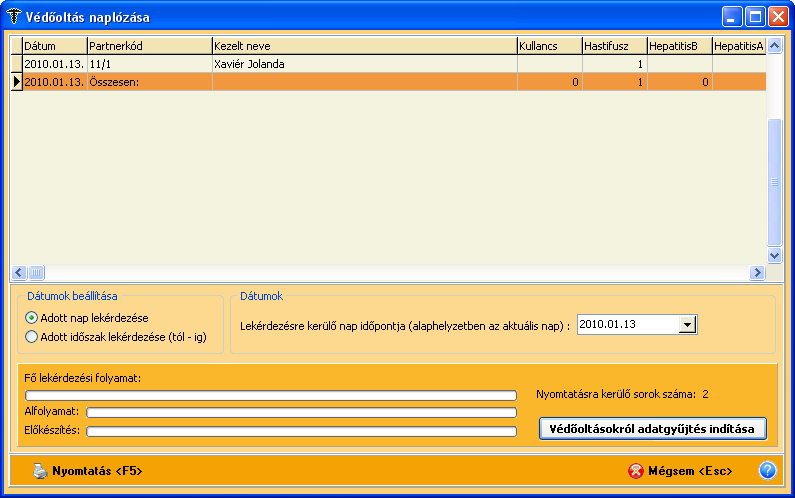 Védőoltás naplózása
Dátum Partnerkód Kezelt neve Kullancs Hastífusz HepatitisB HepatitisA
2010.01.13. 11/1 Xaviér Jolanda 1
2010.01.13. Összesen: 0 1 0
Dátumok beállítása
Adott nap lekérdezése
Adott időszak lekérdezése (tól - ig)
Dátumok
Lekérdezésre kerülő nap időpontja (alaphelyzetben az aktuális nap) : 2010.01.13
Fő lekérdezési folyamat:
Alfolyamat:
Előkészítés:
Nyomtatásra kerülő sorok száma: 2
Védőoltásokról adatgyűjtés indítása
Nyomtatás <F5>
Mégsem <Esc>
?